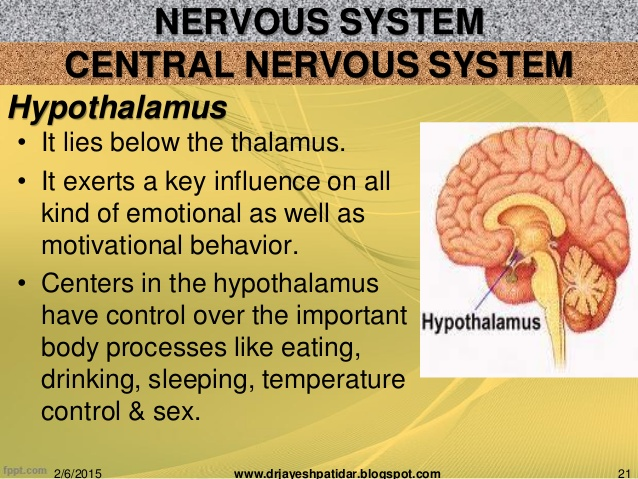 NERVOUS SYSTEM
CENTRAL NERVOUS SYSTEM
Hypothalamus
• It lies below the thalamus.
• It exerts a key influence on all
kind of emotional as well as
motivational behavior.
• Centers in the hypothalamus
have control over the important
body processes like eating,
drinking, sleeping, temperature
control & sex.
Hypothalamus
fppt.com 2/6/2015 www.drjayeshpatidar.blogspot.com 21